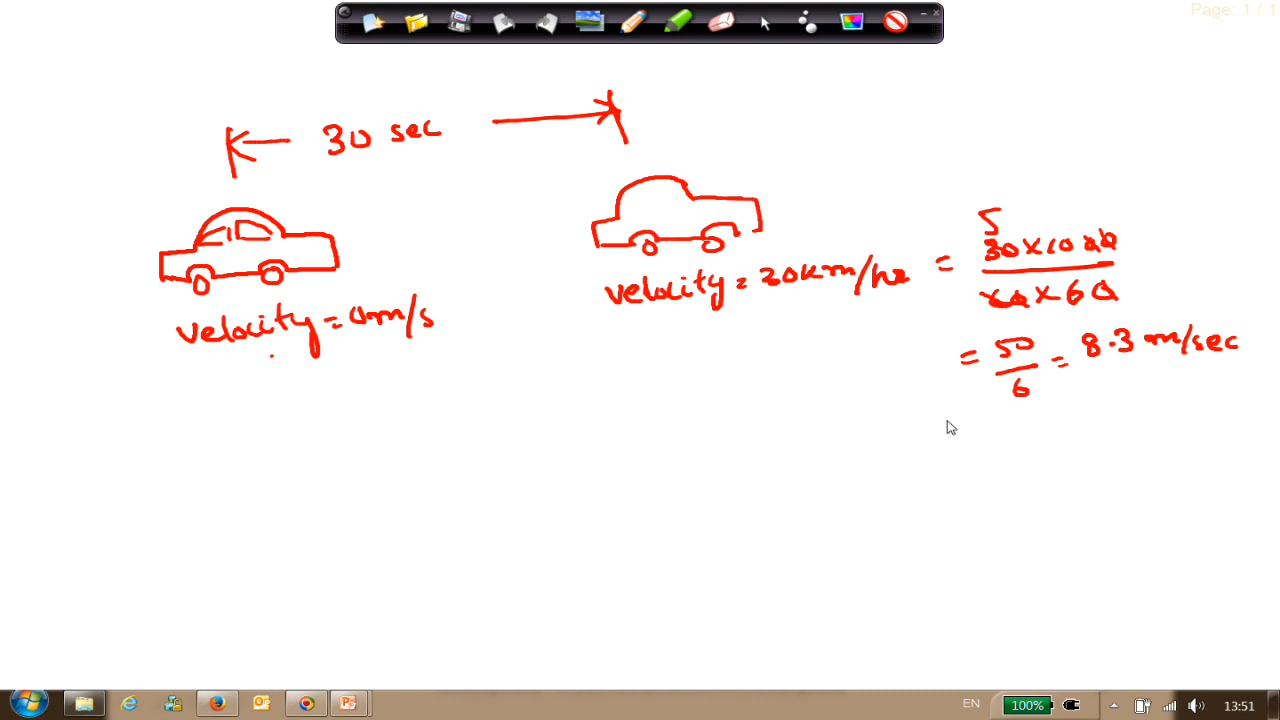 Page: 1 / 1
30 sec
velocity = 0m/s
velocity = 30km/hr
= 30 x 1000
60 x 60
5
= 50
6
= 8.3 m/sec
EN
100%
13:51